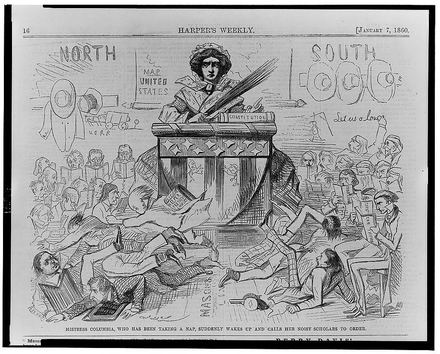 16
HARPER'S WEEKLY.
[JANUARY 7, 1860.
NORTH
SOUTH
MAP
UNITED
STATES
CONSTITUTION
Let us alone
MISTRESS COLUMBIA, WHO HAS BEEN TAKING A NAP, SUDDENLY WAKES UP AND CALLS HER NOISY SCHOLARS TO ORDER.